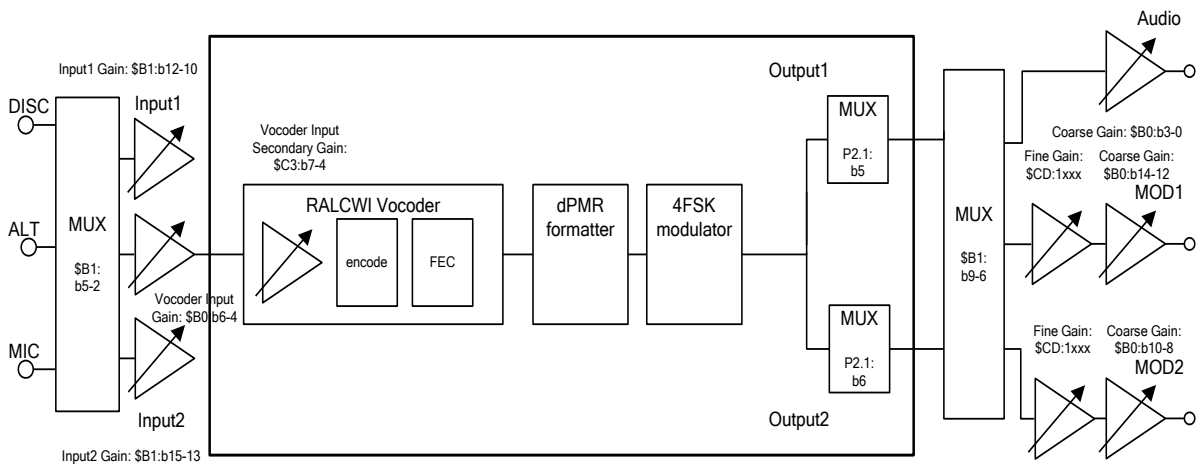 Audio
Input1 Gain: $B1:b12-10
Output1
DISC
Input1
MUX
P2.1:
b5
Vocoder Input
Secondary Gain:
$C3:b7-4
Coarse Gain: $B0:b3-0
Fine Gain:
$CD:1xxx
Coarse Gain:
$B0:b14-12
MOD1
RALCWI Vocoder
encode
FEC
dPMR
formatter
4FSK
modulator
ALT
MUX
$B1:
b5-2
MUX
$B1:
b9-6
Vocoder Input
Gain: $B0:b6-4
MUX
P2.1:
b6
Fine Gain:
$CD:1xxx
Coarse Gain:
$B0:b10-8
MOD2
MIC
Input2
Output2
Input2 Gain: $B1:b15-13